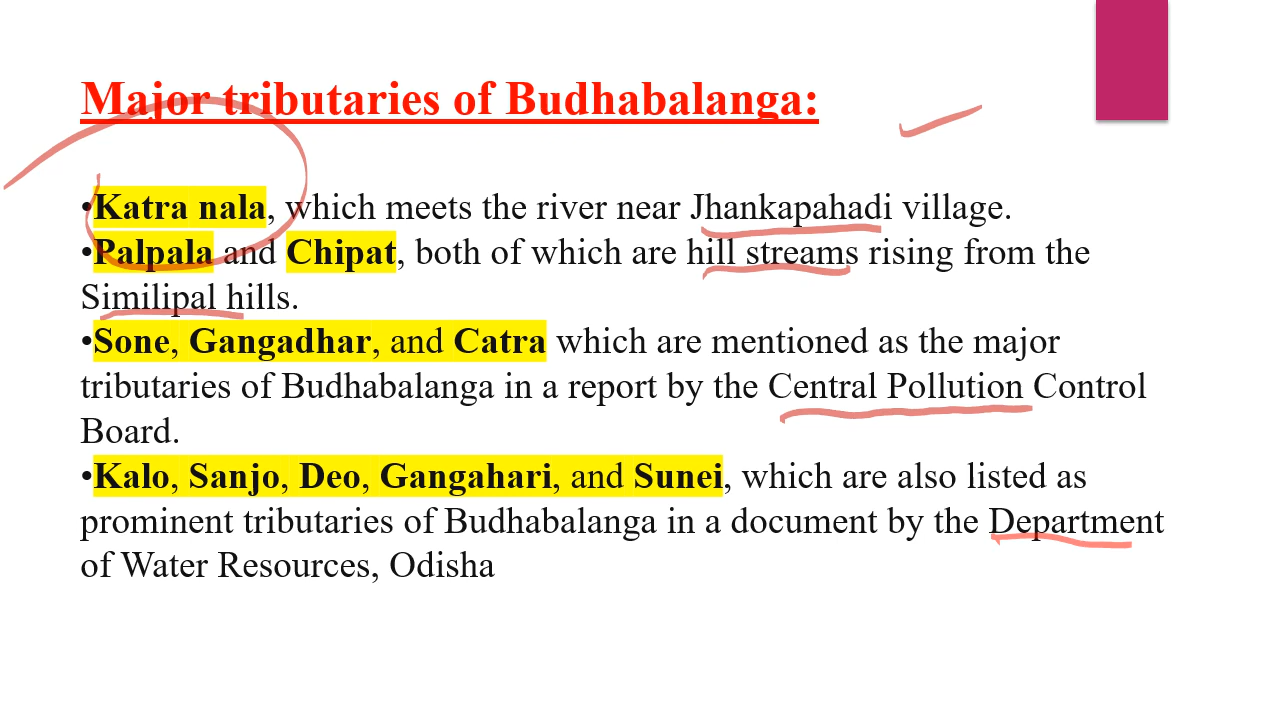 Major tributaries of Budhabalanga:
•Katra nala, which meets the river near Jhankapahadi village.
•Palpala and Chipat, both of which are hill streams rising from the
Similipal hills.
•Sone, Gangadhar, and Catra which are mentioned as the major
tributaries of Budhabalanga in a report by the Central Pollution Control
Board.
•Kalo, Sanjo, Deo, Gangahari, and Sunei, which are also listed as
prominent tributaries of Budhabalanga in a document by the Department
of Water Resources, Odisha